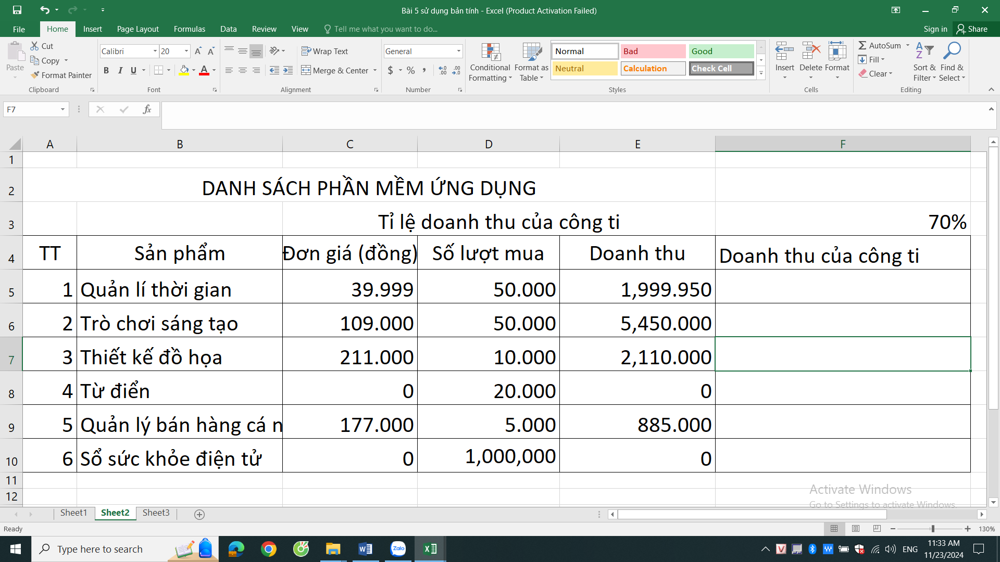 Bài 5 sử dụng bản tính - Excel (Product Activation Failed)
File Home Insert Page Layout Formulas Data Review View Tell me what you want to do... Sign in Share
Paste Cut Copy Format Painter Clipboard
Calibri 20 B I U A A A Font
Wrap Text Merge & Center Alignment
General $ % , Number
Conditional Formatting Format as Table
Normal Bad Good
Neutral Calculation Check Cell
Styles
Insert Delete Format Cells
AutoSum Fill Clear Sort & Filter Find & Select Editing
F7 fx
A B C D E F
1
2 DANH SÁCH PHẦN MỀM ỨNG DỤNG
3 Tỉ lệ doanh thu của công ti 70%
4 TT Sản phẩm Đơn giá (đồng) Số lượt mua Doanh thu Doanh thu của công ti
5 1 Quản lí thời gian 39.999 50.000 1,999.950
6 2 Trò chơi sáng tạo 109.000 50.000 5,450.000
7 3 Thiết kế đồ họa 211.000 10.000 2,110.000
8 4 Từ điển 0 20.000 0
9 5 Quản lý bán hàng cá n 177.000 5.000 885.000
10 6 Sổ sức khỏe điện tử 0 1,000,000 0
11
12
Activate Windows
Go to Settings to activate Windows.
Sheet1 Sheet2 Sheet3
Ready 130%
Type here to search Zalo ENG 11:33 AM
11/23/2024